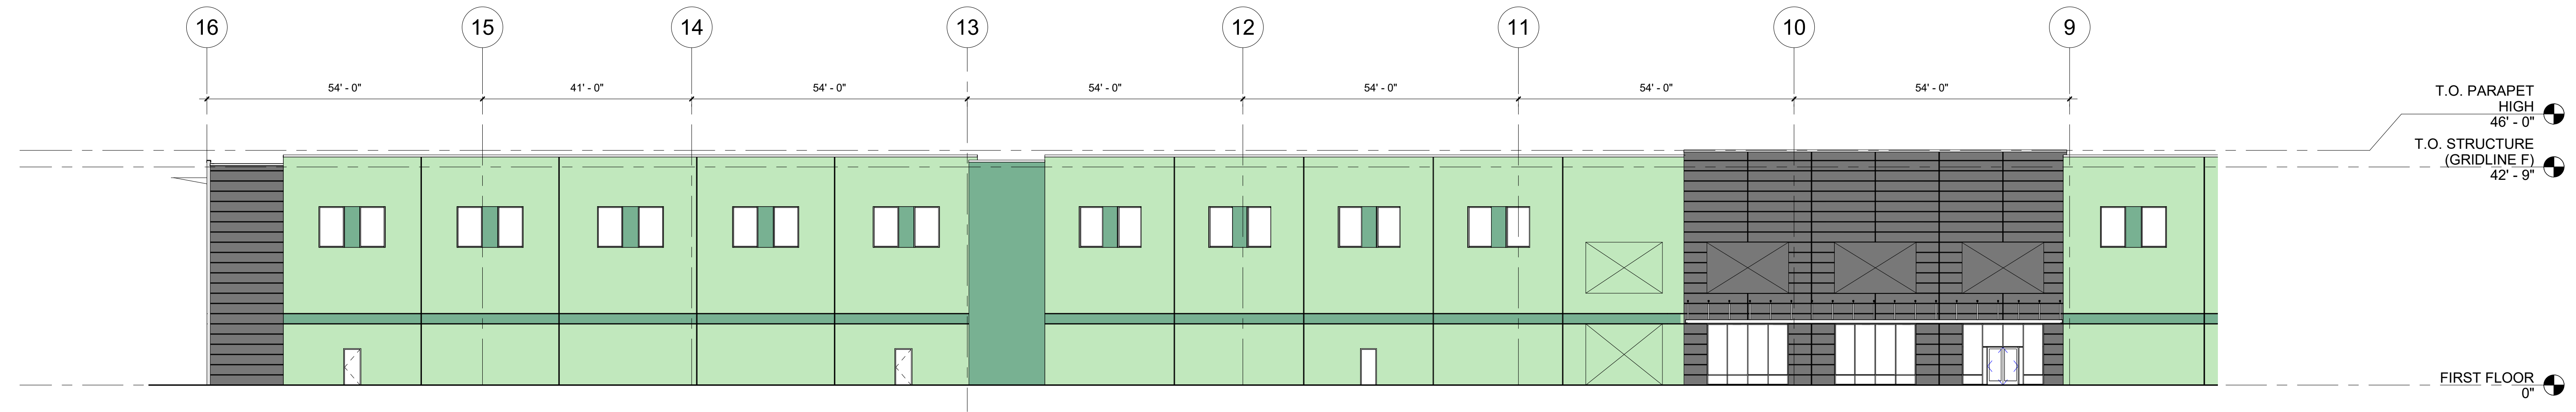 16
15
14
13
12
11
10
9
54' - 0"
41' - 0"
54' - 0"
54' - 0"
54' - 0"
54' - 0"
54' - 0"
T.O. PARAPET
HIGH
46' - 0"
T.O. STRUCTURE
(GRIDLINE F)
42' - 9"
FIRST FLOOR
0"